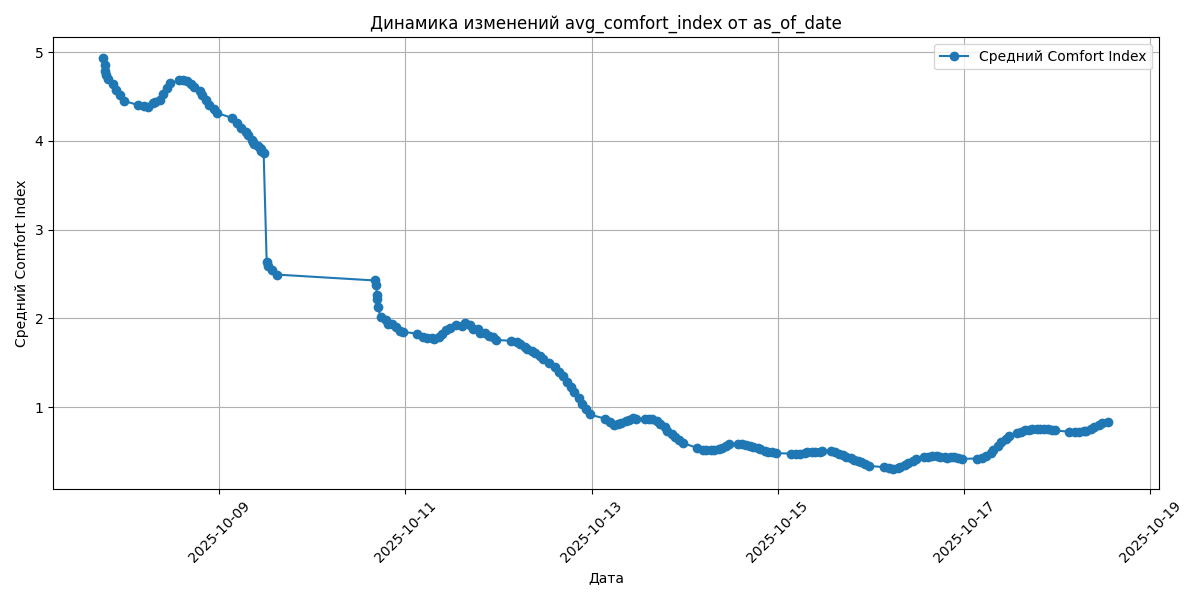 Динамика изменений avg_comfort_index от as_of_date
Средний Comfort Index
Средний Comfort Index
5
4
3
2
1
2025-10-09
2025-10-11
2025-10-13
2025-10-15
2025-10-17
2025-10-19
Дата